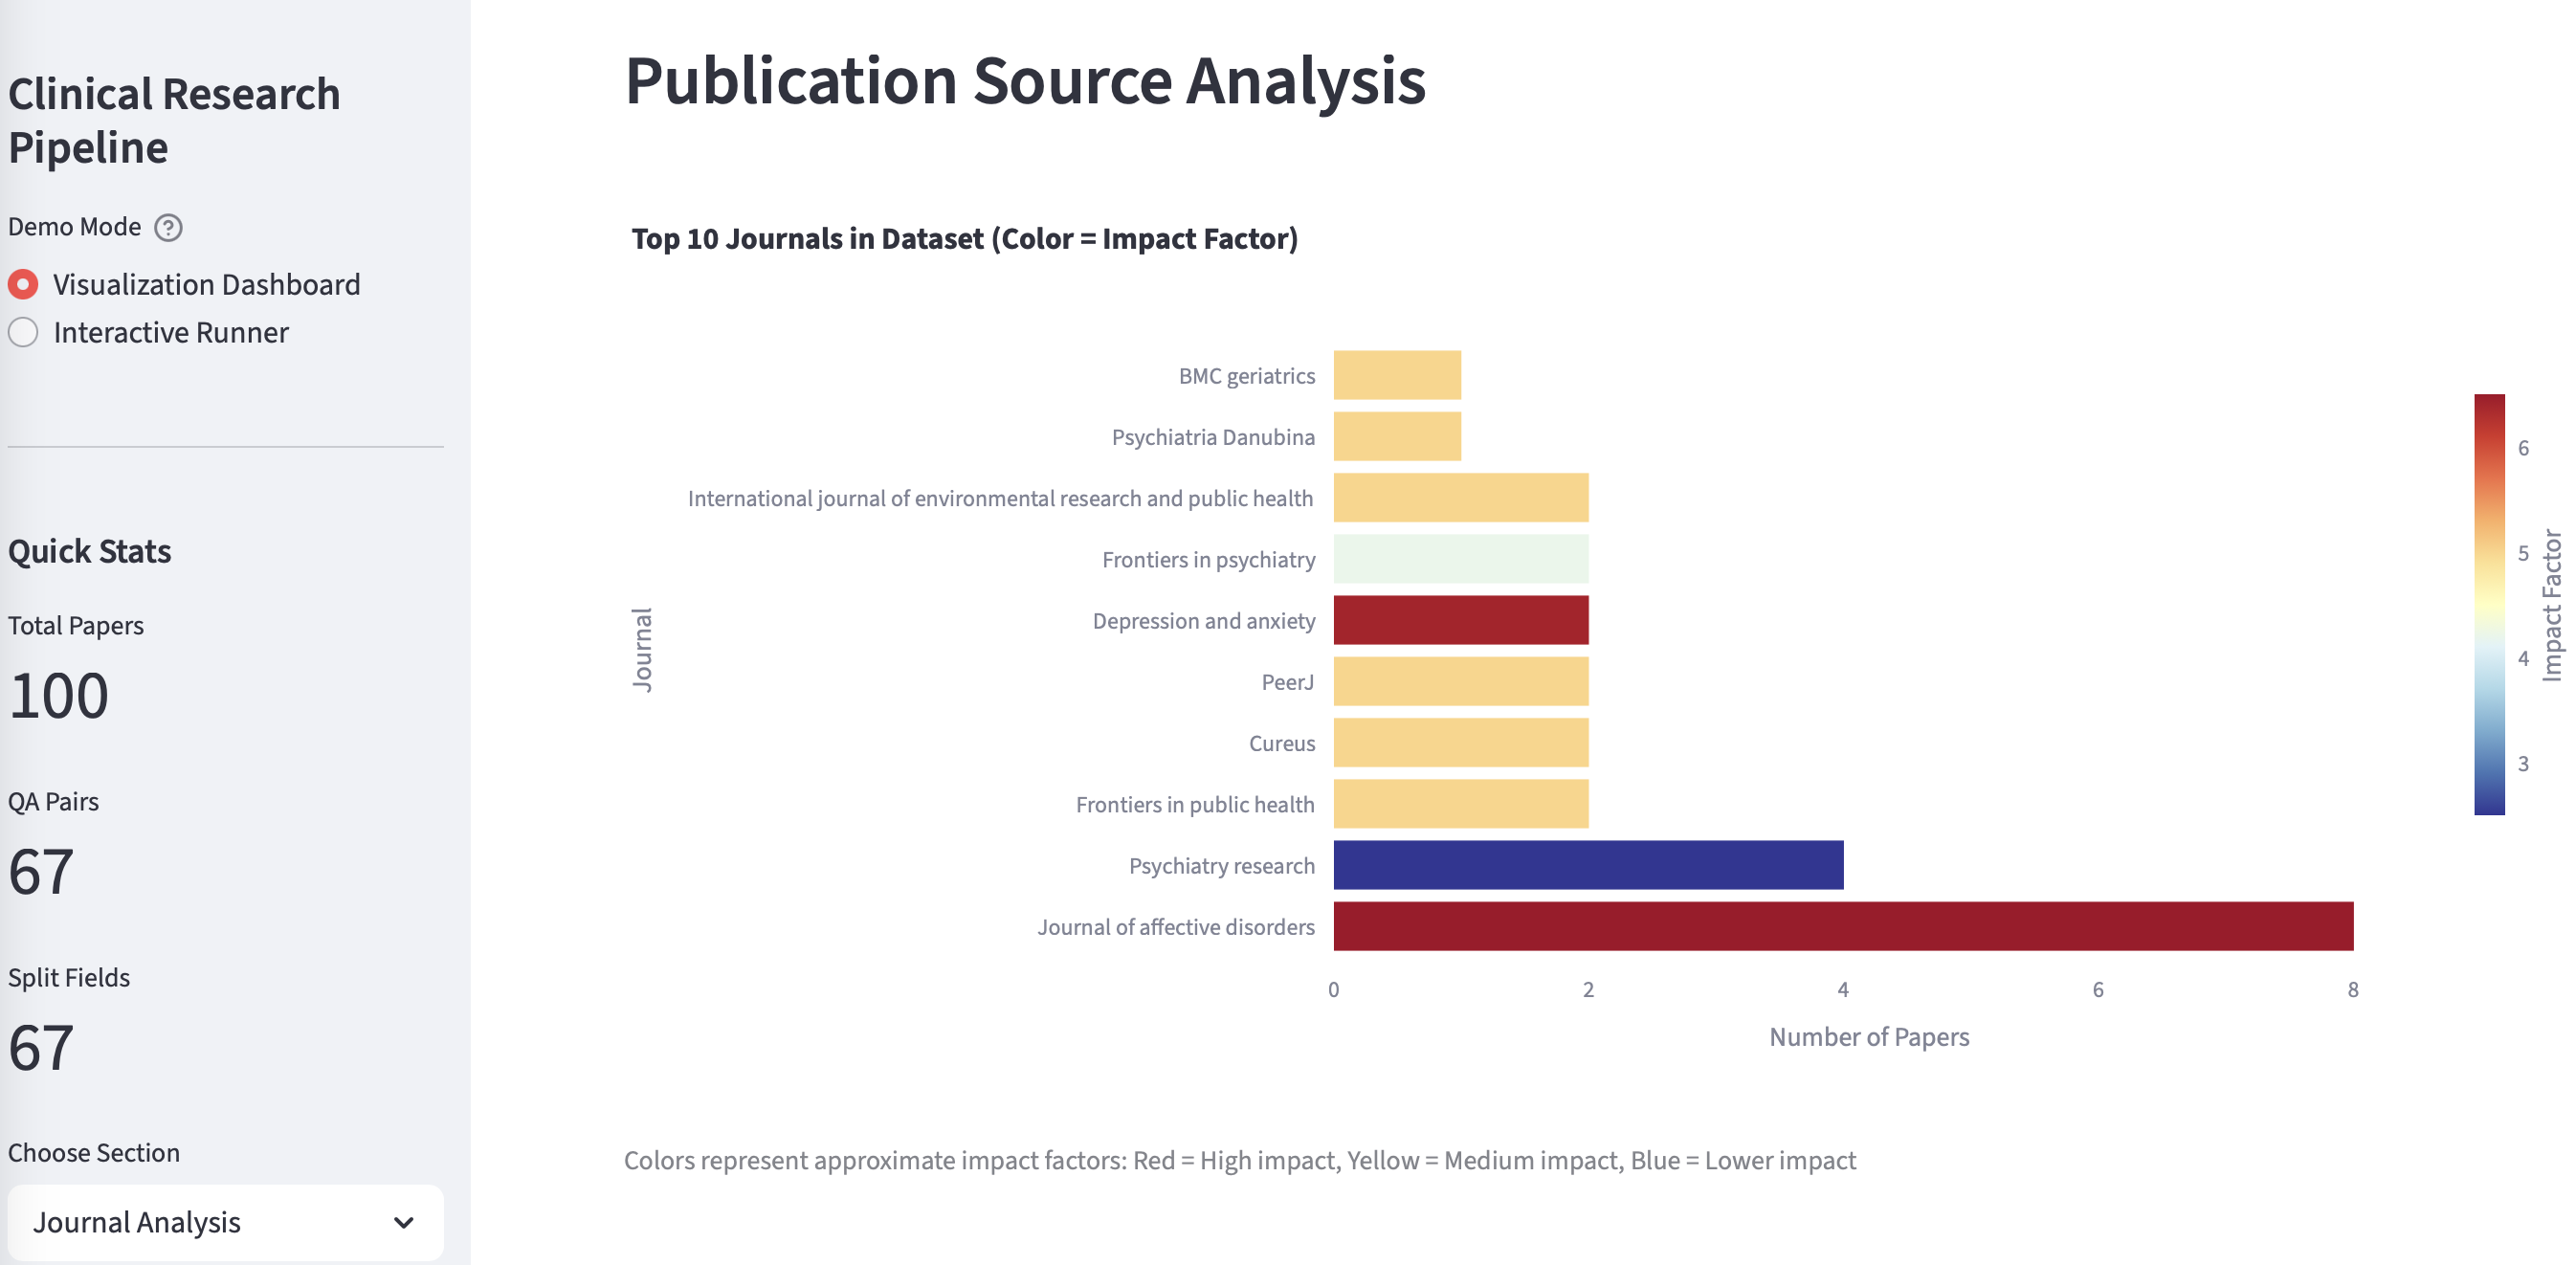 Clinical Research
Pipeline
Demo Mode ?
Visualization Dashboard
Interactive Runner
Quick Stats
Total Papers
100
QA Pairs
67
Split Fields
67
Choose Section
Journal Analysis
Publication Source Analysis
Top 10 Journals in Dataset (Color = Impact Factor)
Journal
BMC geriatrics
Psychiatria Danubina
International journal of environmental research and public health
Frontiers in psychiatry
Depression and anxiety
PeerJ
Cureus
Frontiers in public health
Psychiatry research
Journal of affective disorders
0 2 4 6 8
Number of Papers
6
5
4
3
Impact Factor
Colors represent approximate impact factors: Red = High impact, Yellow = Medium impact, Blue = Lower impact